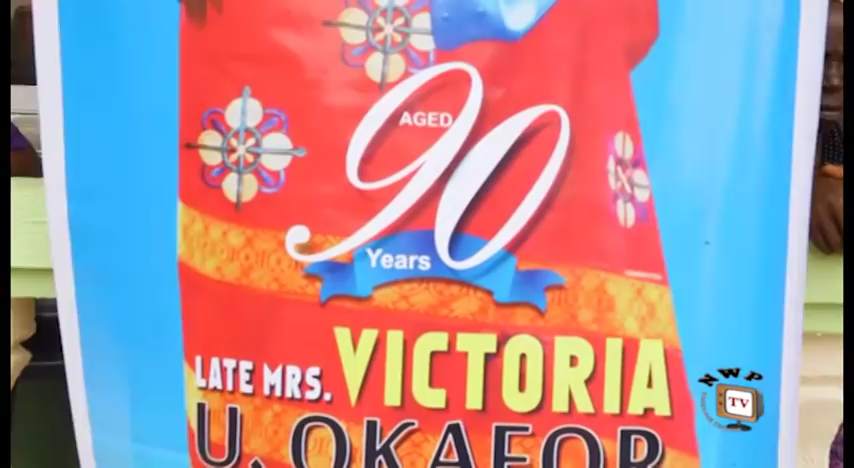 AGED
90
Years
LATE MRS. VICTORIA
U. OKAFOR
NWP
TV